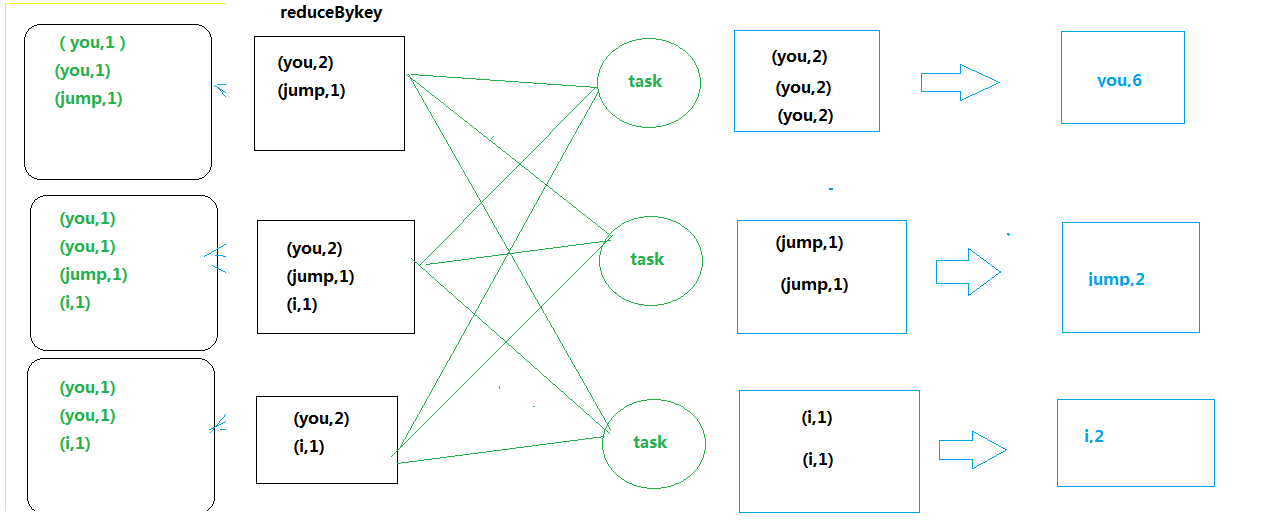 reduceBykey
( you,1 )
(you,1)
(jump,1)
(you,2)
(jump,1)
task
(you,2)
(you,2)
(you,2)
you,6
(you,1)
(you,1)
(jump,1)
(i,1)
(you,2)
(jump,1)
(i,1)
task
(jump,1)
(jump,1)
jump,2
(you,1)
(you,1)
(i,1)
(you,2)
(i,1)
task
(i,1)
(i,1)
i,2